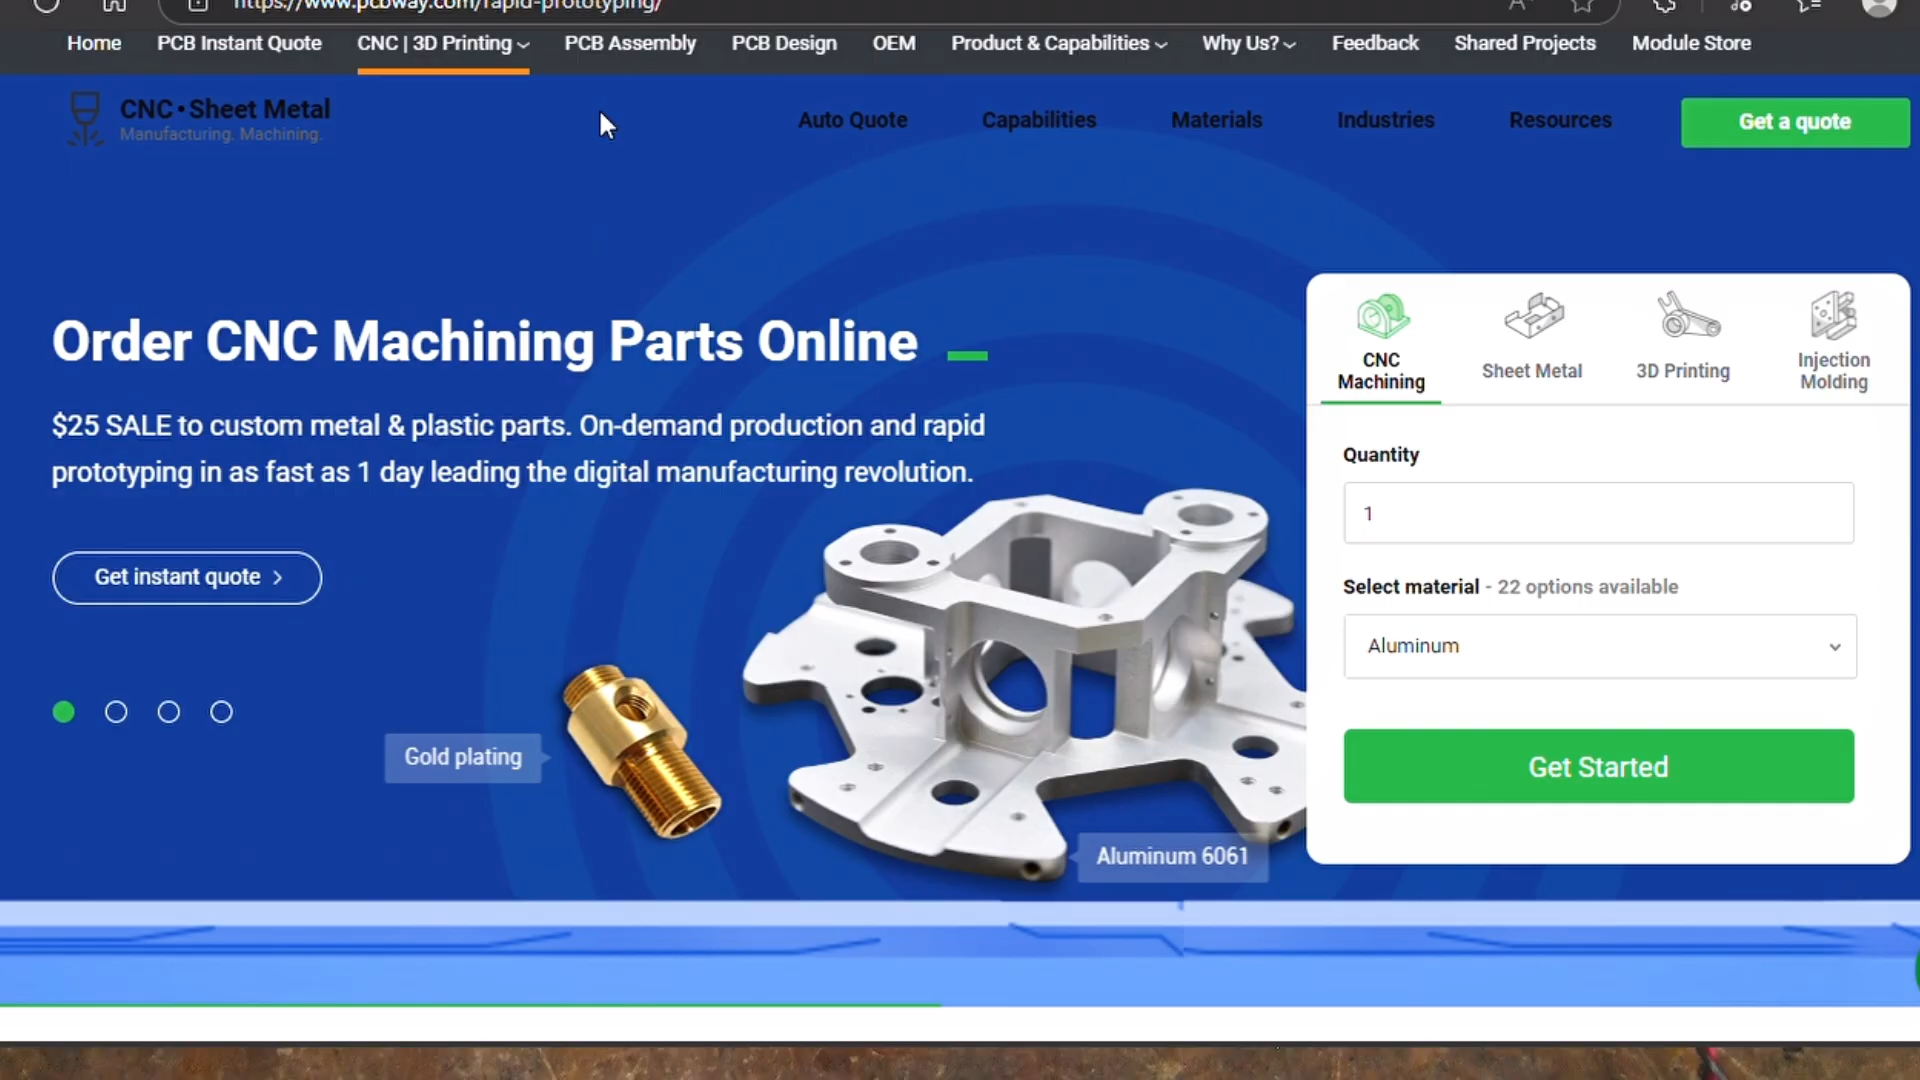 https://www.pcbway.com/rapid-prototyping/
Home PCB Instant Quote CNC | 3D Printing PCB Assembly PCB Design OEM Product & Capabilities Why Us? Feedback Shared Projects Module Store
CNC•Sheet Metal
Manufacturing. Machining.
Auto Quote Capabilities Materials Industries Resources Get a quote
Order CNC Machining Parts Online
$25 SALE to custom metal & plastic parts. On-demand production and rapid
prototyping in as fast as 1 day leading the digital manufacturing revolution.
Get instant quote
Gold plating
Aluminum 6061
CNC
Machining
Sheet Metal
3D Printing
Injection
Molding
Quantity
1
Select material - 22 options available
Aluminum
Get Started